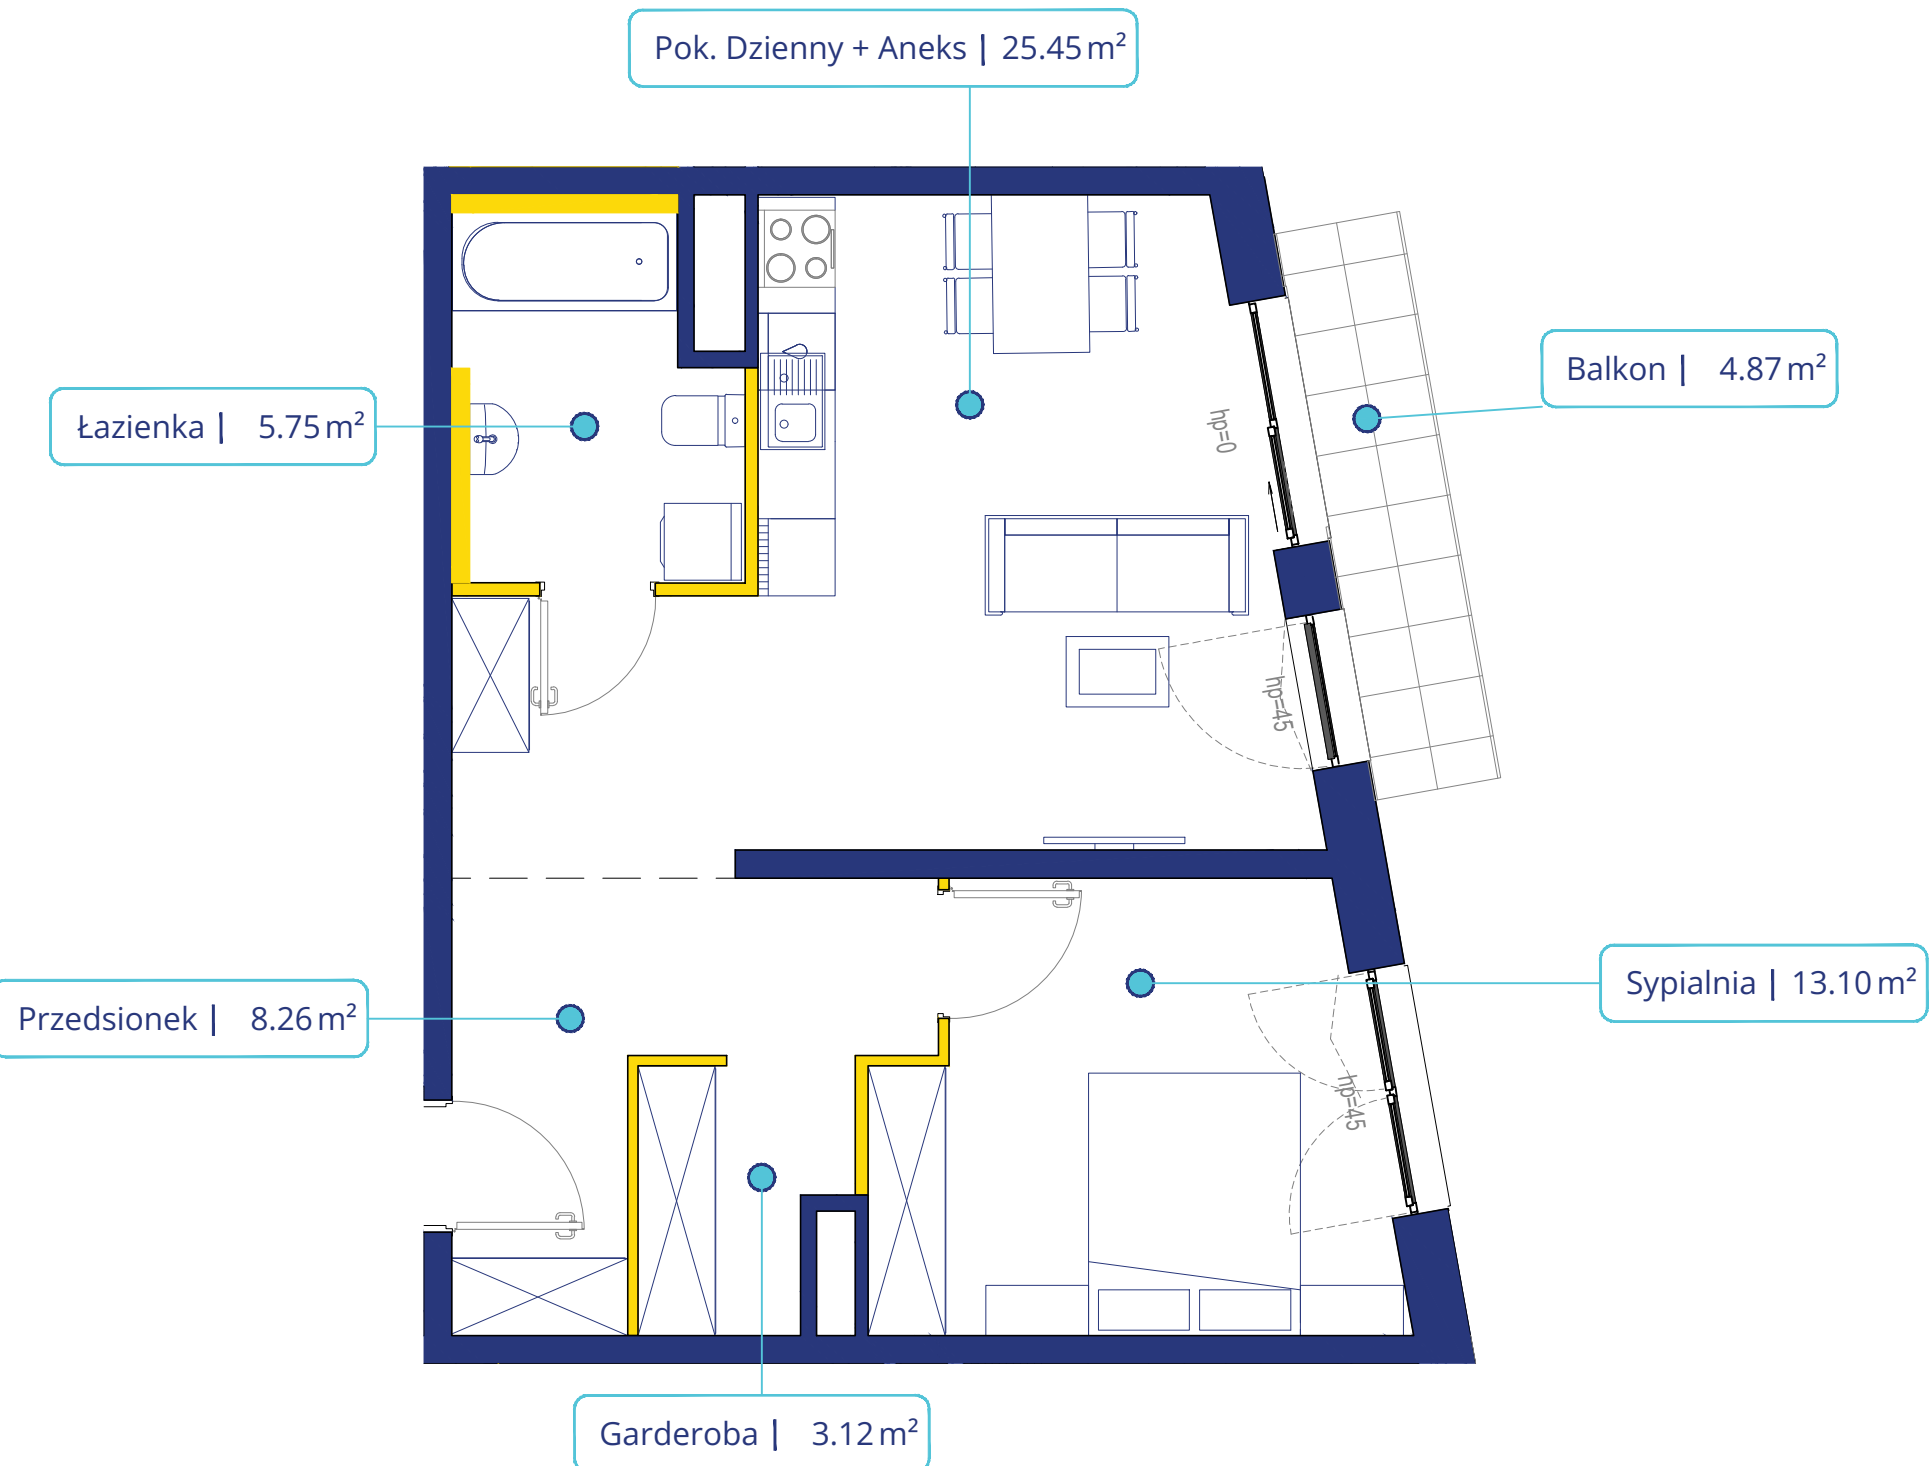 Pok. Dzienny + Aneks | 25.45 m²
Balkon | 4.87 m²
Łazienka | 5.75 m²
hp=0
hp=45
Sypialnia | 13.10 m²
Przedsionek | 8.26 m²
hp=45
Garderoba | 3.12 m²